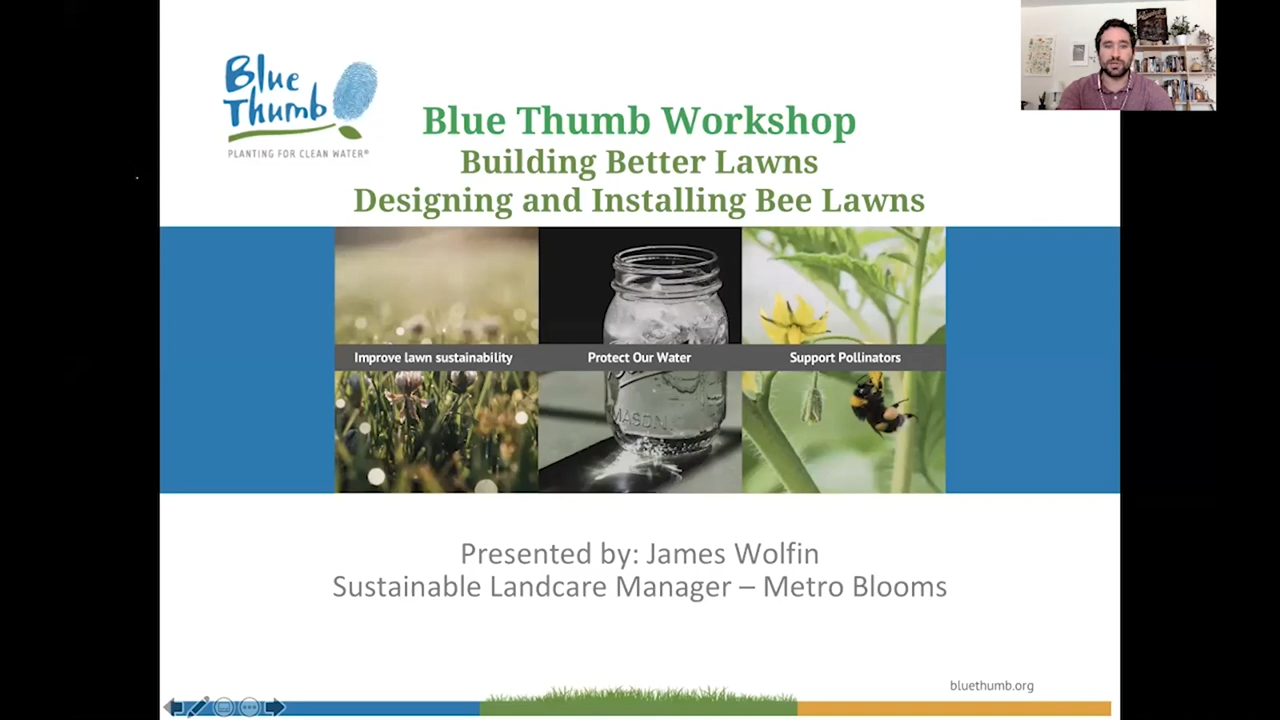 Blue
Thumb
PLANTING FOR CLEAN WATER®
Blue Thumb Workshop
Building Better Lawns
Designing and Installing Bee Lawns
Improve lawn sustainability
Protect Our Water
Support Pollinators
MASON
Presented by: James Wolfin
Sustainable Landcare Manager – Metro Blooms
bluethumb.org